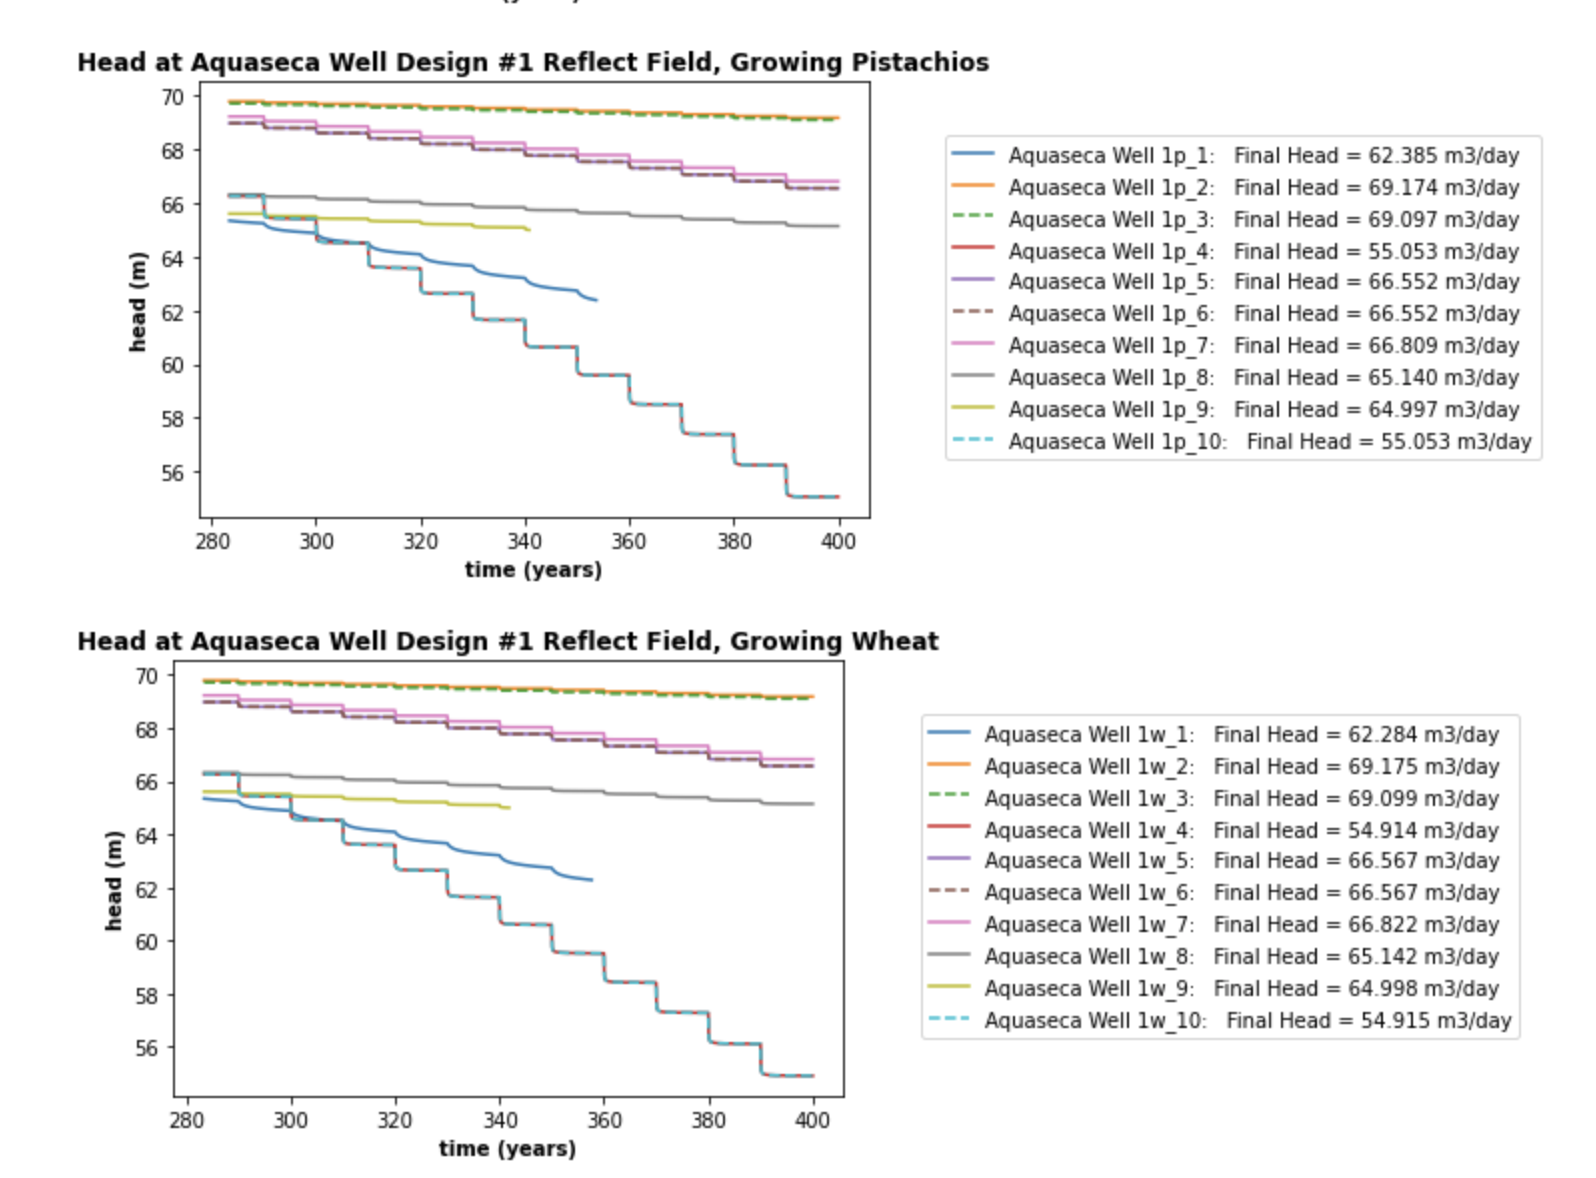 Head at Aquaseca Well Design #1 Reflect Field, Growing Pistachios
70
68
66
64
62
60
58
56
head (m)
280 300 320 340 360 380 400
time (years)
Aquaseca Well 1p_1: Final Head = 62.385 m3/day
Aquaseca Well 1p_2: Final Head = 69.174 m3/day
Aquaseca Well 1p_3: Final Head = 69.097 m3/day
Aquaseca Well 1p_4: Final Head = 55.053 m3/day
Aquaseca Well 1p_5: Final Head = 66.552 m3/day
Aquaseca Well 1p_6: Final Head = 66.552 m3/day
Aquaseca Well 1p_7: Final Head = 66.809 m3/day
Aquaseca Well 1p_8: Final Head = 65.140 m3/day
Aquaseca Well 1p_9: Final Head = 64.997 m3/day
Aquaseca Well 1p_10: Final Head = 55.053 m3/day
Head at Aquaseca Well Design #1 Reflect Field, Growing Wheat
70
68
66
64
62
60
58
56
head (m)
280 300 320 340 360 380 400
time (years)
Aquaseca Well 1w_1: Final Head = 62.284 m3/day
Aquaseca Well 1w_2: Final Head = 69.175 m3/day
Aquaseca Well 1w_3: Final Head = 69.099 m3/day
Aquaseca Well 1w_4: Final Head = 54.914 m3/day
Aquaseca Well 1w_5: Final Head = 66.567 m3/day
Aquaseca Well 1w_6: Final Head = 66.567 m3/day
Aquaseca Well 1w_7: Final Head = 66.822 m3/day
Aquaseca Well 1w_8: Final Head = 65.142 m3/day
Aquaseca Well 1w_9: Final Head = 64.998 m3/day
Aquaseca Well 1w_10: Final Head = 54.915 m3/day